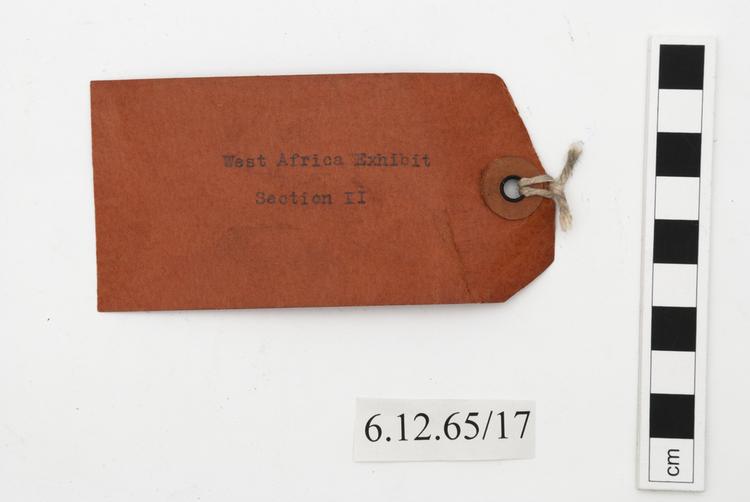 West Africa Exhibit
Section II
6.12.65/17
cm